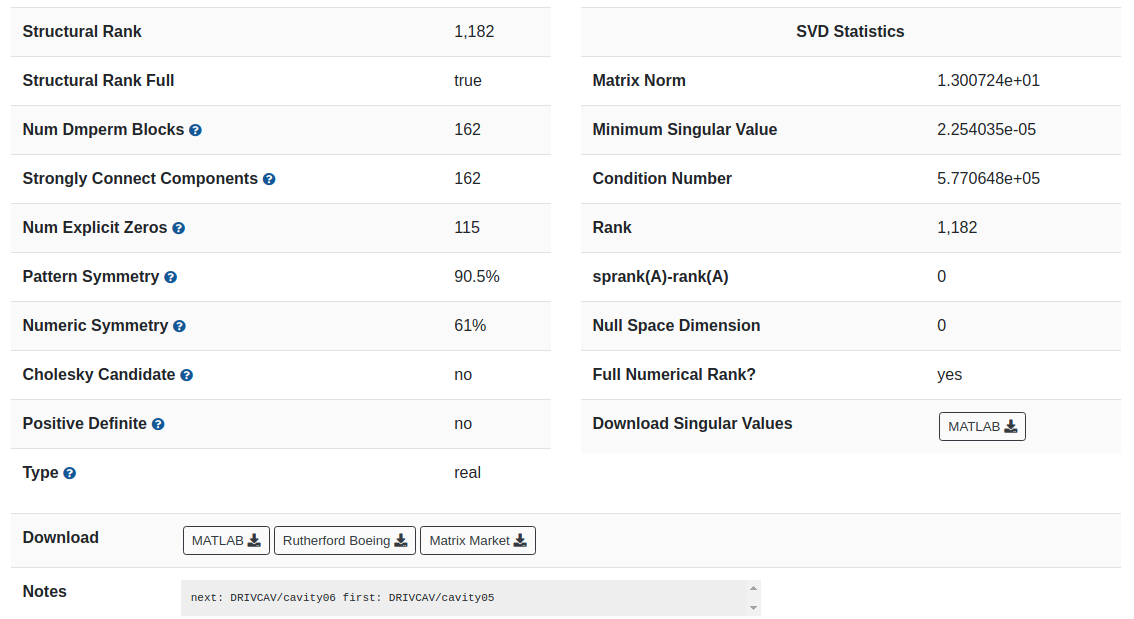 Structural Rank 1,182
Structural Rank Full true
Num Dmperm Blocks 162
Strongly Connect Components 162
Num Explicit Zeros 115
Pattern Symmetry 90.5%
Numeric Symmetry 61%
Cholesky Candidate no
Positive Definite no
Type real
SVD Statistics
Matrix Norm 1.300724e+01
Minimum Singular Value 2.254035e-05
Condition Number 5.770648e+05
Rank 1,182
sprank(A)-rank(A) 0
Null Space Dimension 0
Full Numerical Rank? yes
Download Singular Values MATLAB
Download MATLAB Rutherford Boeing Matrix Market
Notes next: DRIVCAV/cavity06 first: DRIVCAV/cavity05